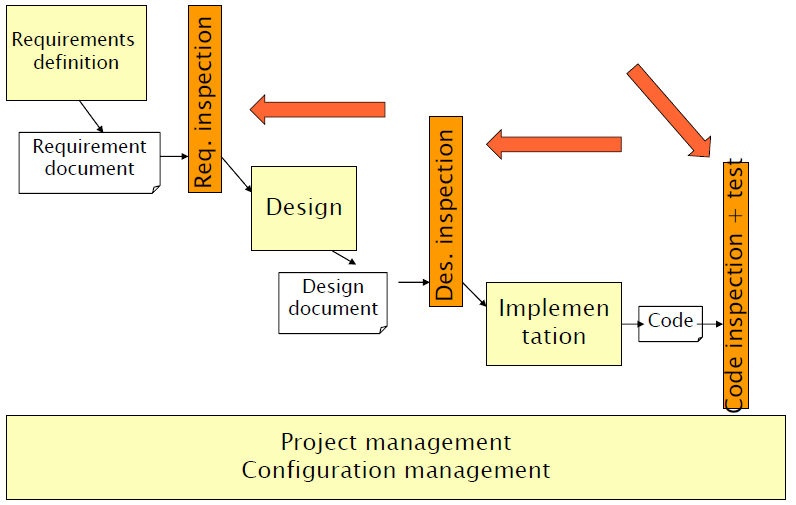 Requirements
definition
Req. inspection
Requirement
document
Design
Des. inspection
Design
document
Implemen
tation
Code
Code inspection + test
Project management
Configuration management